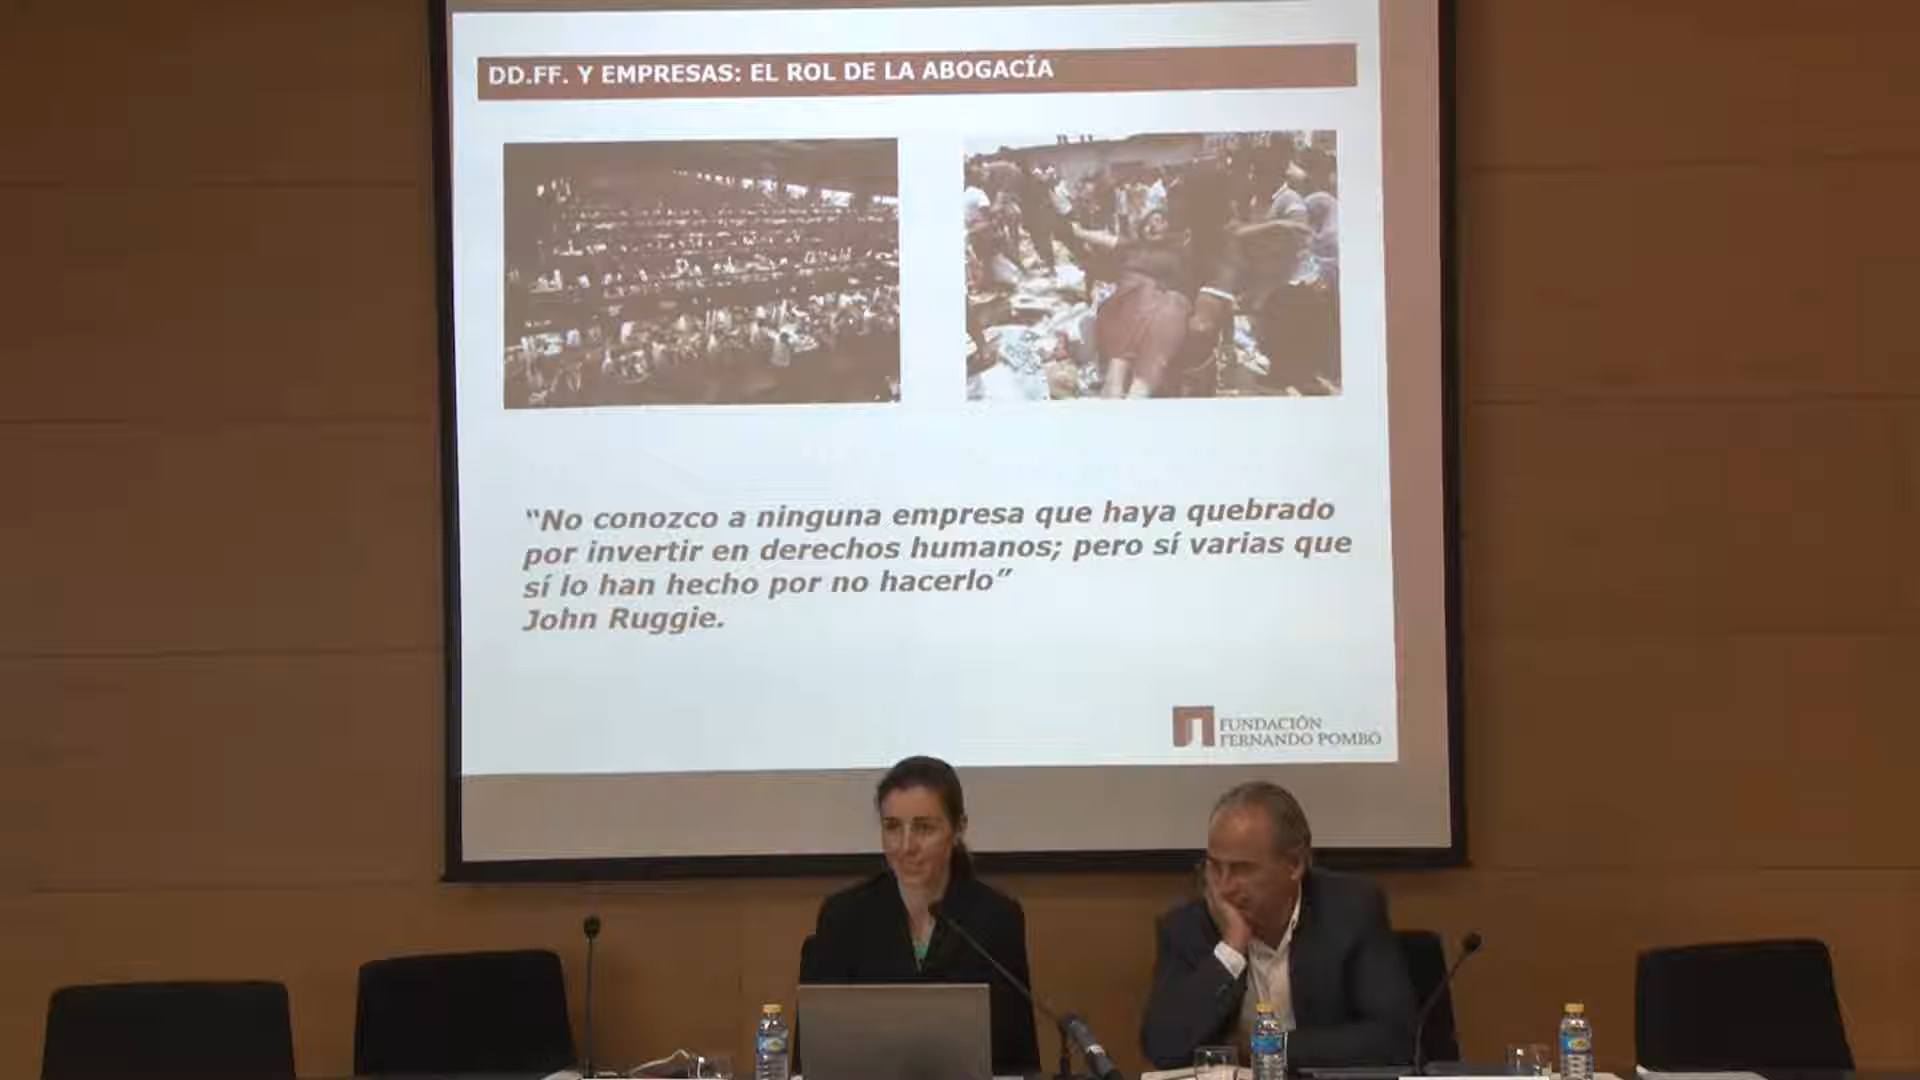 DD.FF. Y EMPRESAS: EL ROL DE LA ABOGACÍA
“No conozco a ninguna empresa que haya quebrado
por invertir en derechos humanos; pero sí varias que
sí lo han hecho por no hacerlo”
John Ruggie.
FUNDACIÓN
FERNANDO POMBO